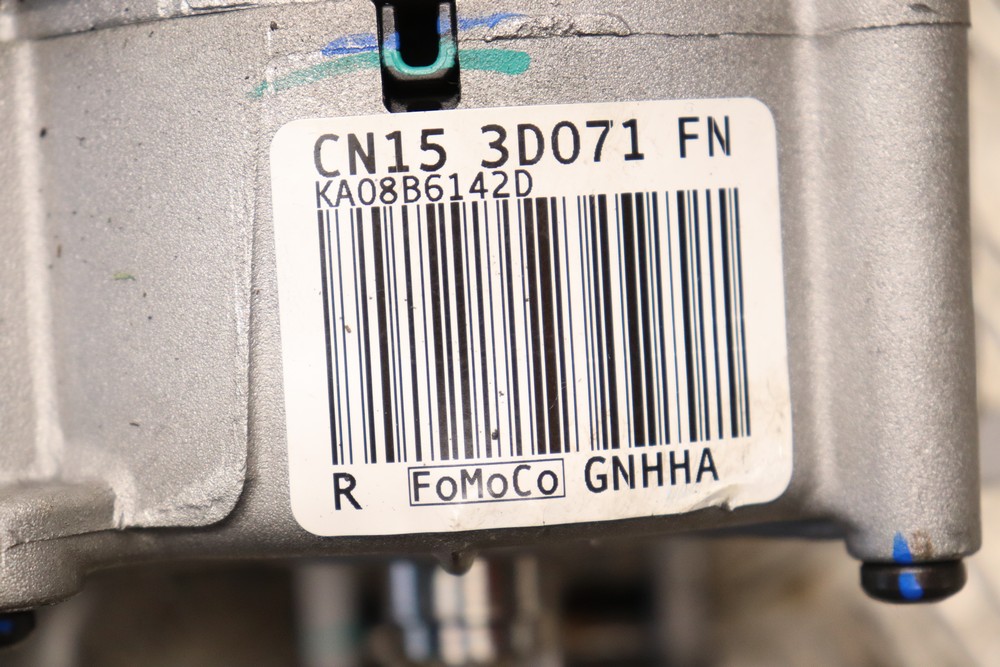 CN15 3D071 FN
KA08B6142D
R FoMoCo GNHHA